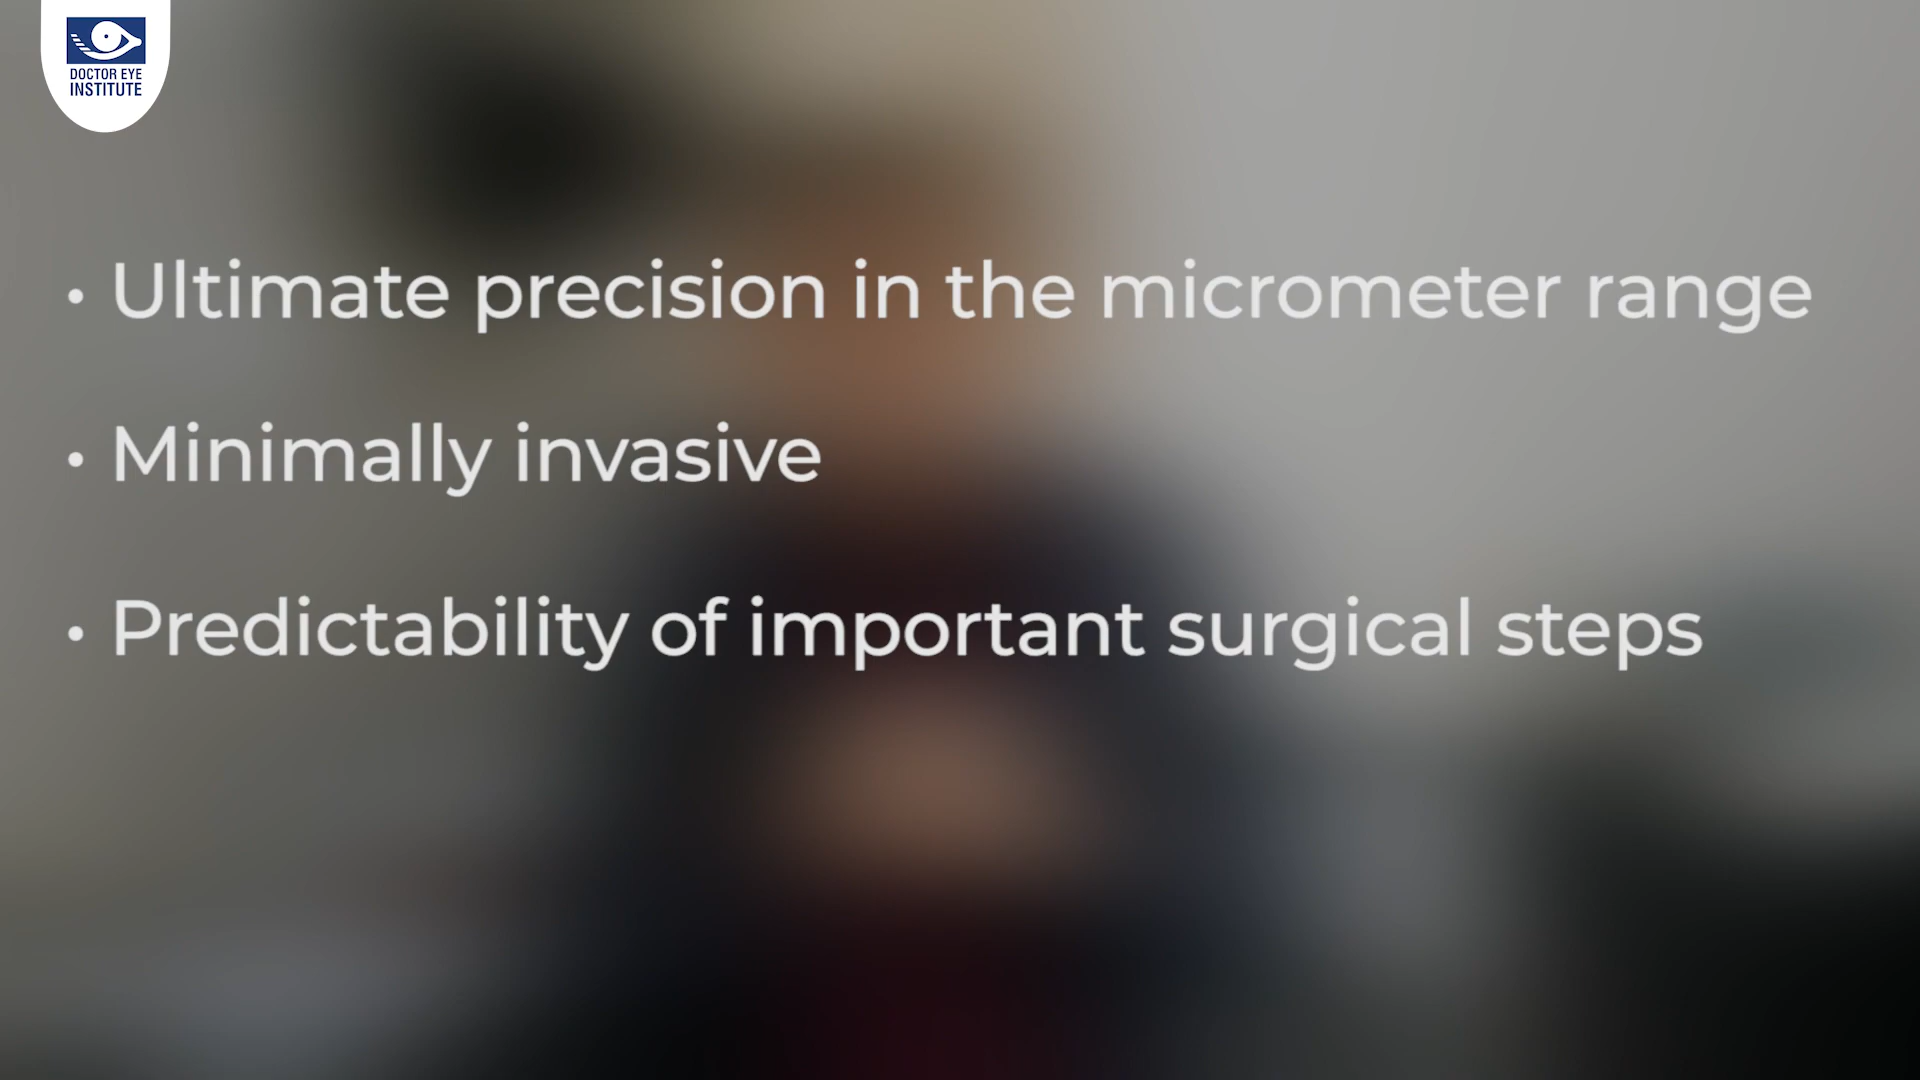 DOCTOR EYE
INSTITUTE
• Ultimate precision in the micrometer range
• Minimally invasive
• Predictability of important surgical steps